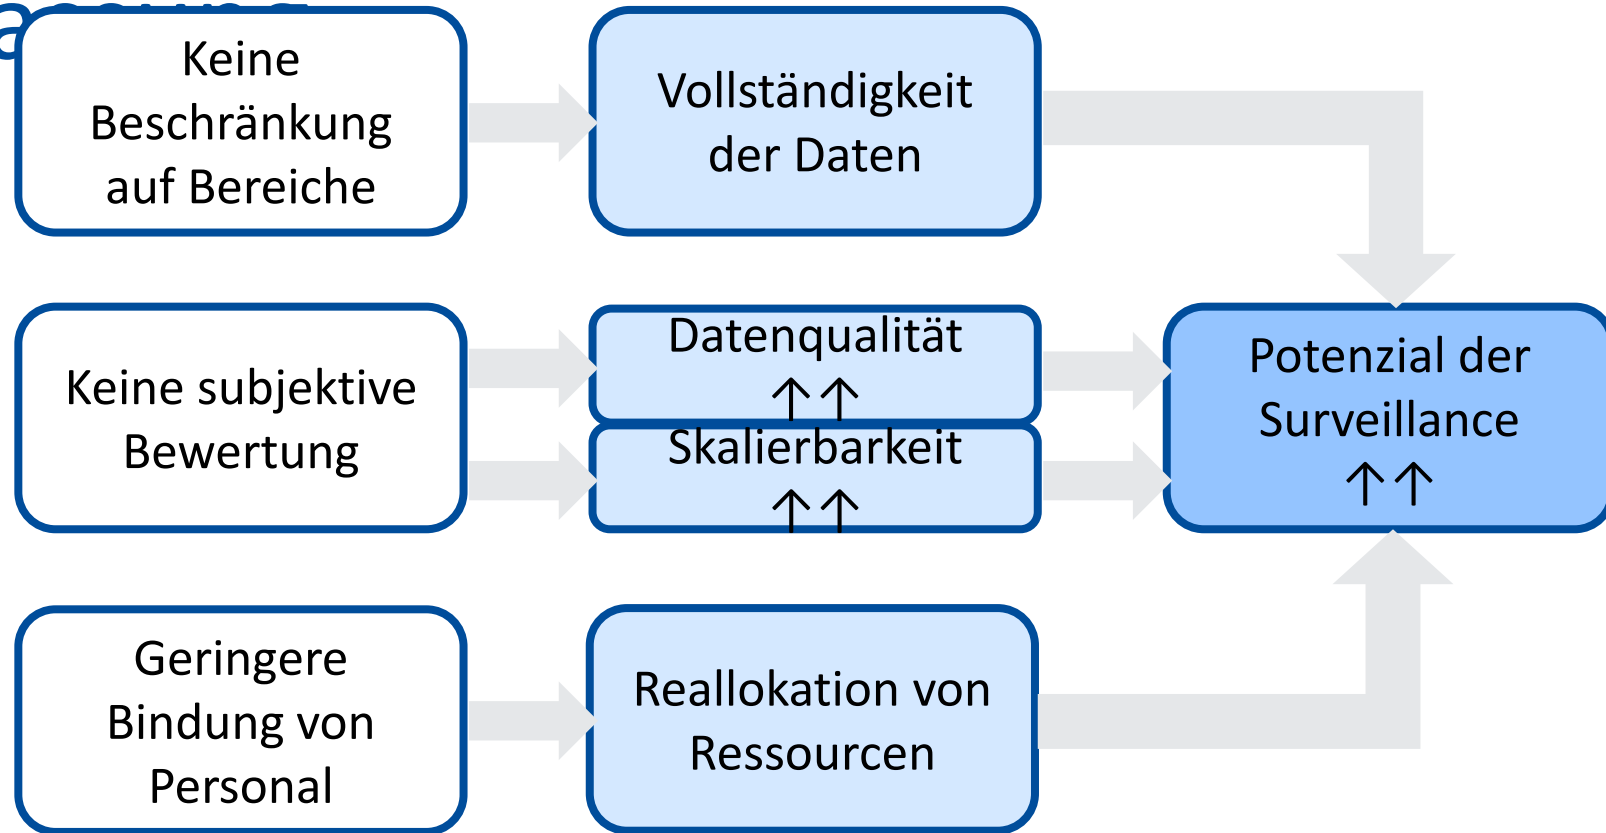 Keine
Beschränkung
auf Bereiche
Vollständigkeit
der Daten
Keine subjektive
Bewertung
Datenqualität
↑↑
Skalierbarkeit
↑↑
Potenzial der
Surveillance
↑↑
Geringere
Bindung von
Personal
Reallokation von
Ressourcen